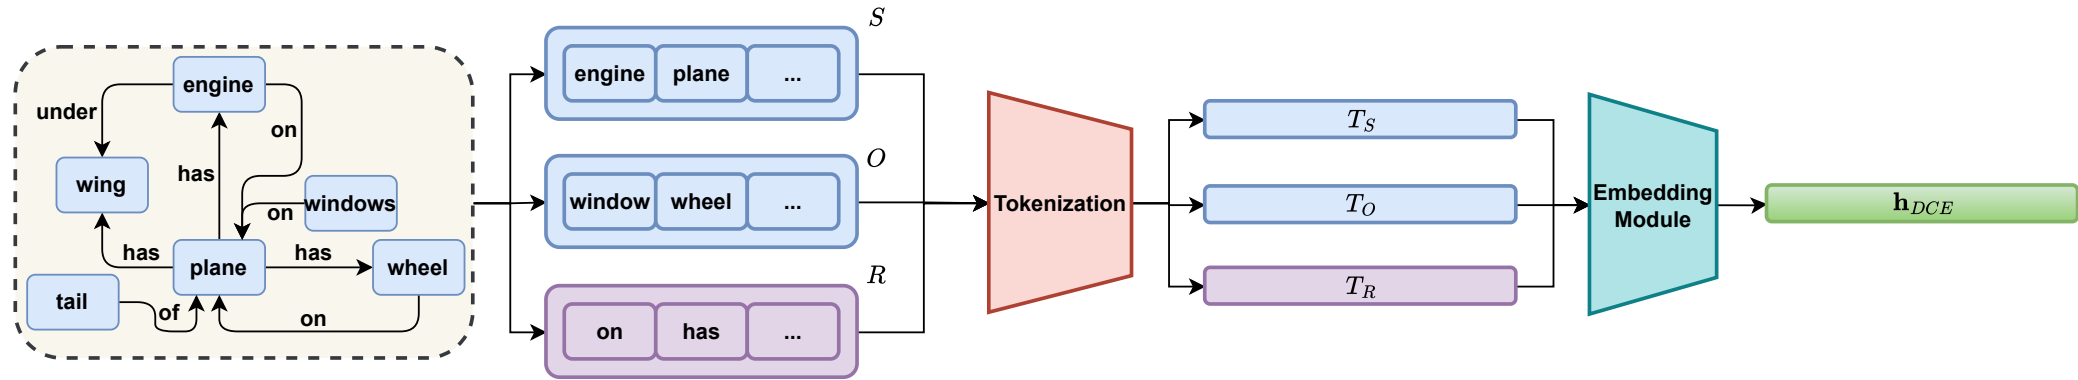 engine
under
on
wing
has
windows
on
has
plane
has
wheel
tail
of
on
S
engine plane ...
O
window wheel ...
R
on has ...
Tokenization
T_S
T_O
T_R
Embedding
Module
h_DCE